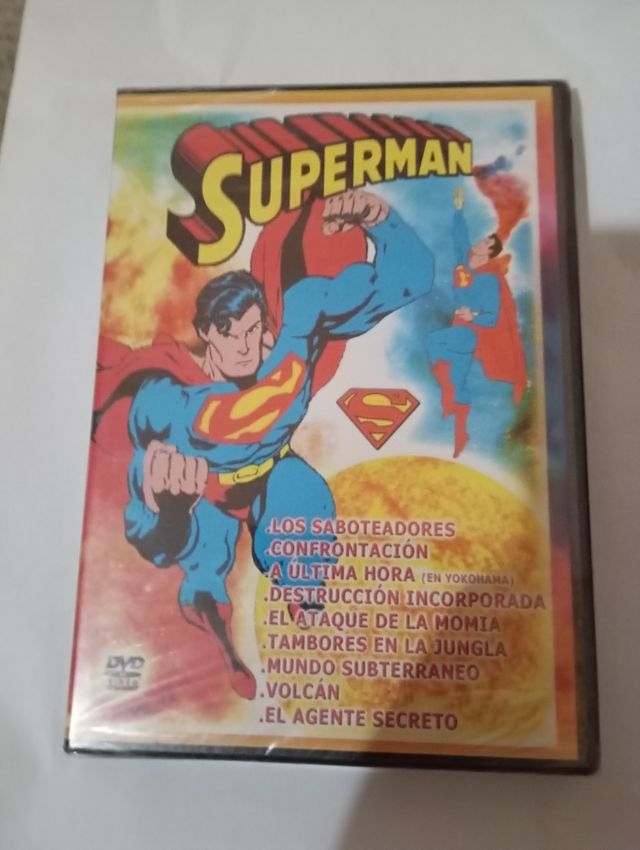 SUPERMAN
S
.LOS SABOTEADORES
.CONFRONTACIÓN
.A ÚLTIMA HORA (EN YOKOHAMA)
.DESTRUCCIÓN INCORPORADA
.EL ATAQUE DE LA MOMIA
.TAMBORES EN LA JUNGLA
.MUNDO SUBTERRANEO
.VOLCÁN
.EL AGENTE SECRETO
DVD
VIDEO